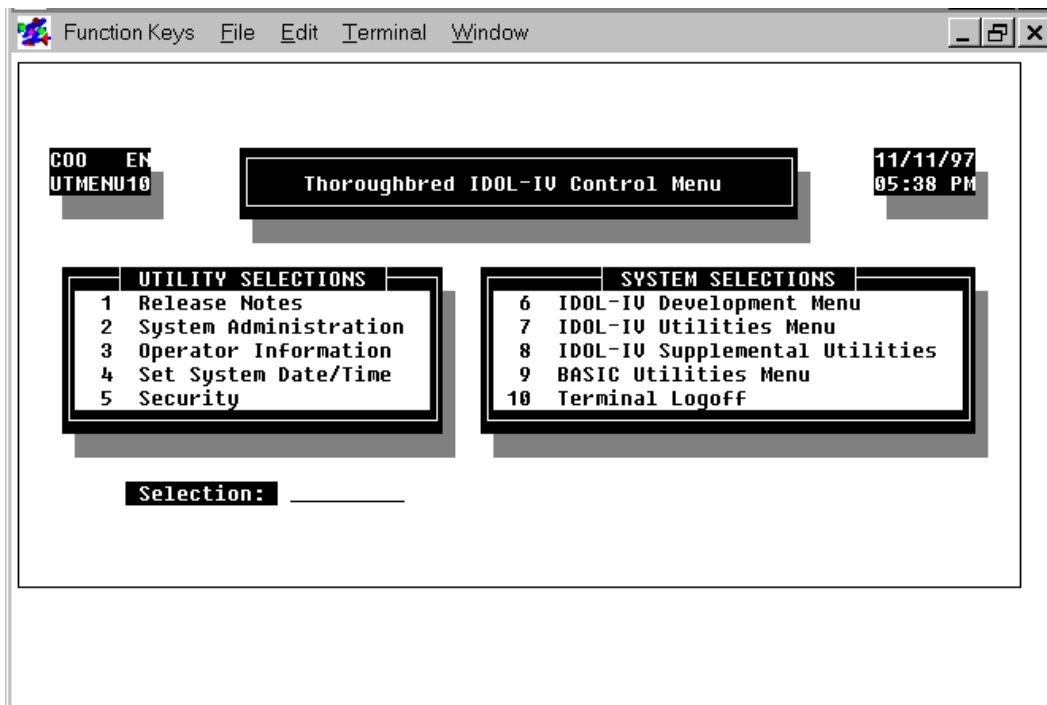 Function Keys File Edit Terminal Window
C00 EN
UTMENU10
Thoroughbred IDOL-IV Control Menu
11/11/97
05:38 PM
UTILITY SELECTIONS
1 Release Notes
2 System Administration
3 Operator Information
4 Set System Date/Time
5 Security
SYSTEM SELECTIONS
6 IDOL-IV Development Menu
7 IDOL-IV Utilities Menu
8 IDOL-IV Supplemental Utilities
9 BASIC Utilities Menu
10 Terminal Logoff
Selection: